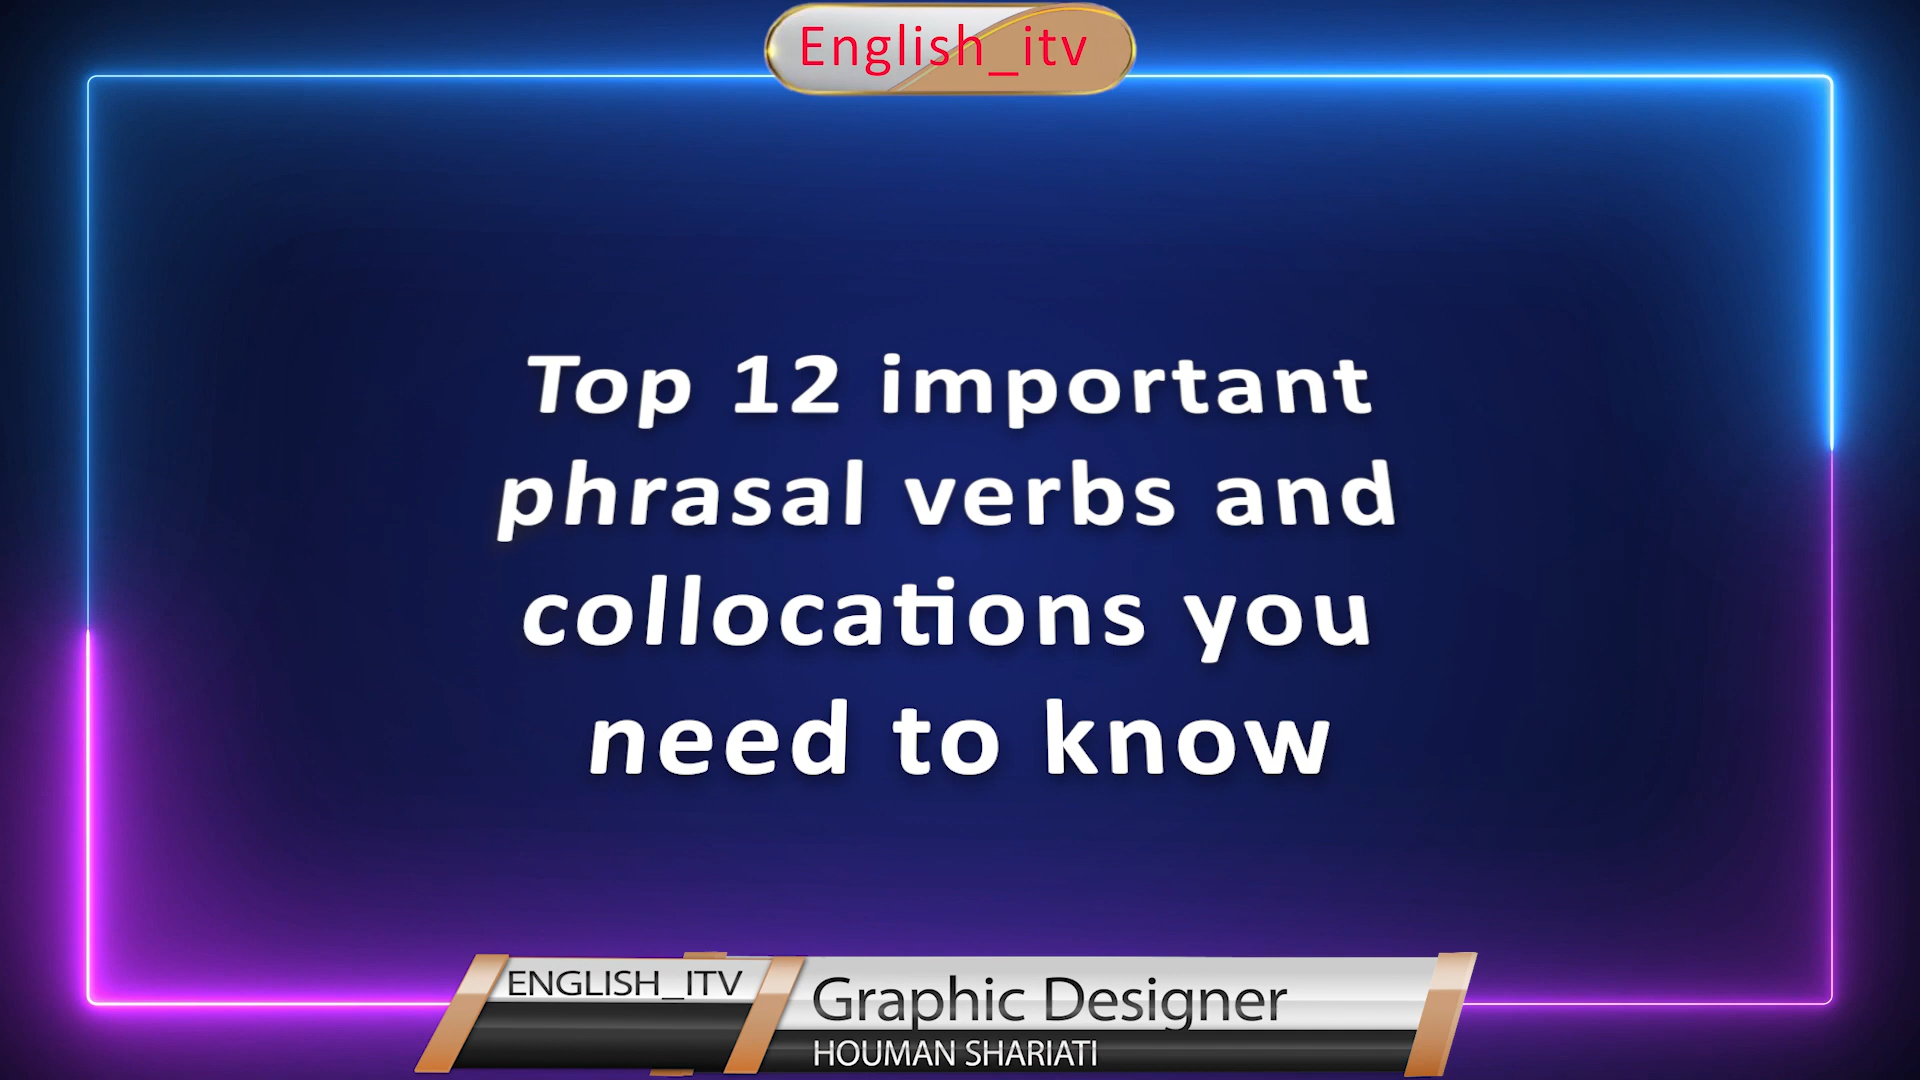 English_itv
Top 12 important
phrasal verbs and
collocations you
need to know
ENGLISH_ITV
Graphic Designer
HOUMAN SHARIATI